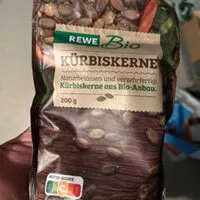 REWE Bio
KÜRBISKERNE
Naturbelassen und verzehrfertig.
Kürbiskerne aus Bio-Anbau.
200 g
NUTRI-SCORE
A B C D E